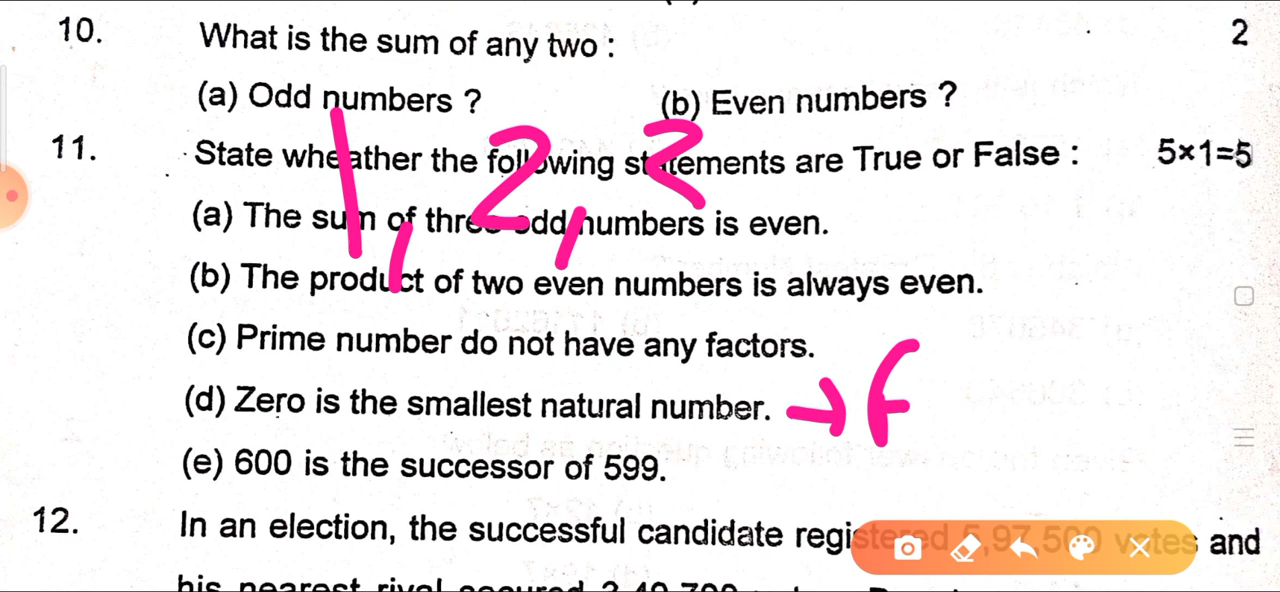 10. What is the sum of any two : 2
(a) Odd numbers ? (b) Even numbers ?
11. State wheather the following statements are True or False : 5×1=5
(a) The sum of three odd numbers is even.
(b) The product of two even numbers is always even.
1, 2, 3
(c) Prime number do not have any factors.
(d) Zero is the smallest natural number. → F
(e) 600 is the successor of 599.
12. In an election, the successful candidate registered 5,97,500 votes and
his nearest rival secured